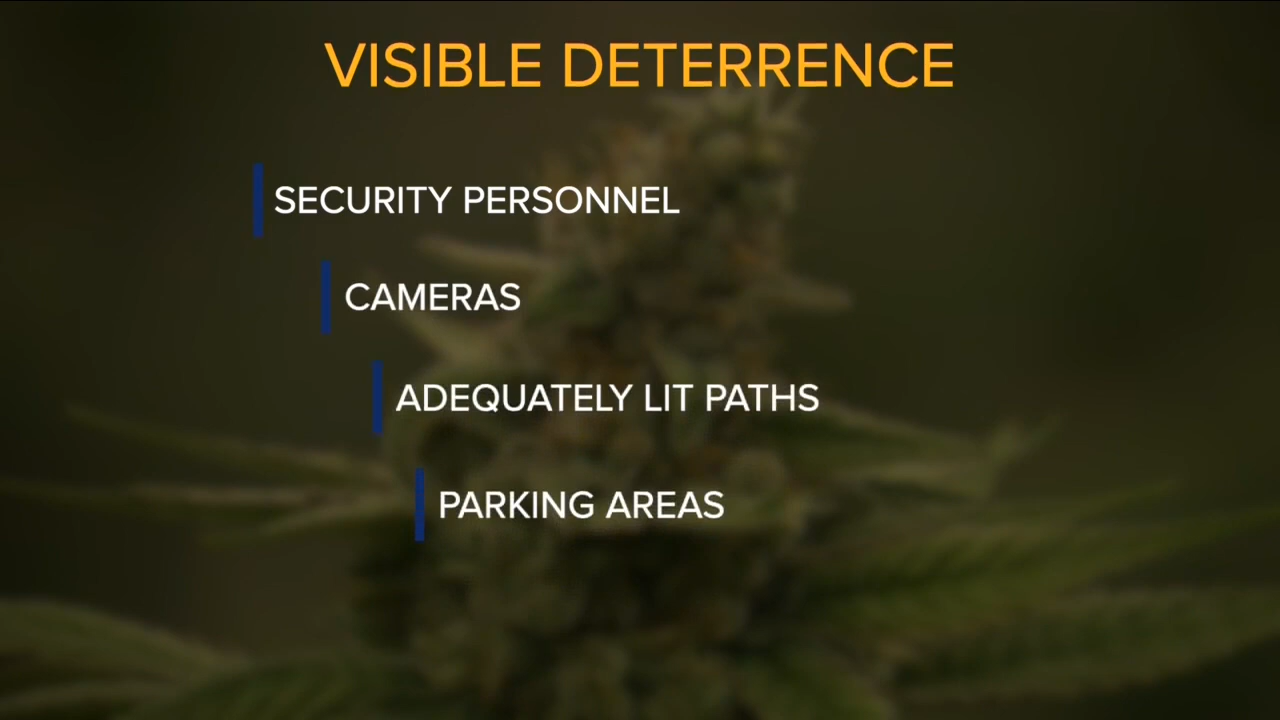 VISIBLE DETERRENCE
SECURITY PERSONNEL
CAMERAS
ADEQUATELY LIT PATHS
PARKING AREAS